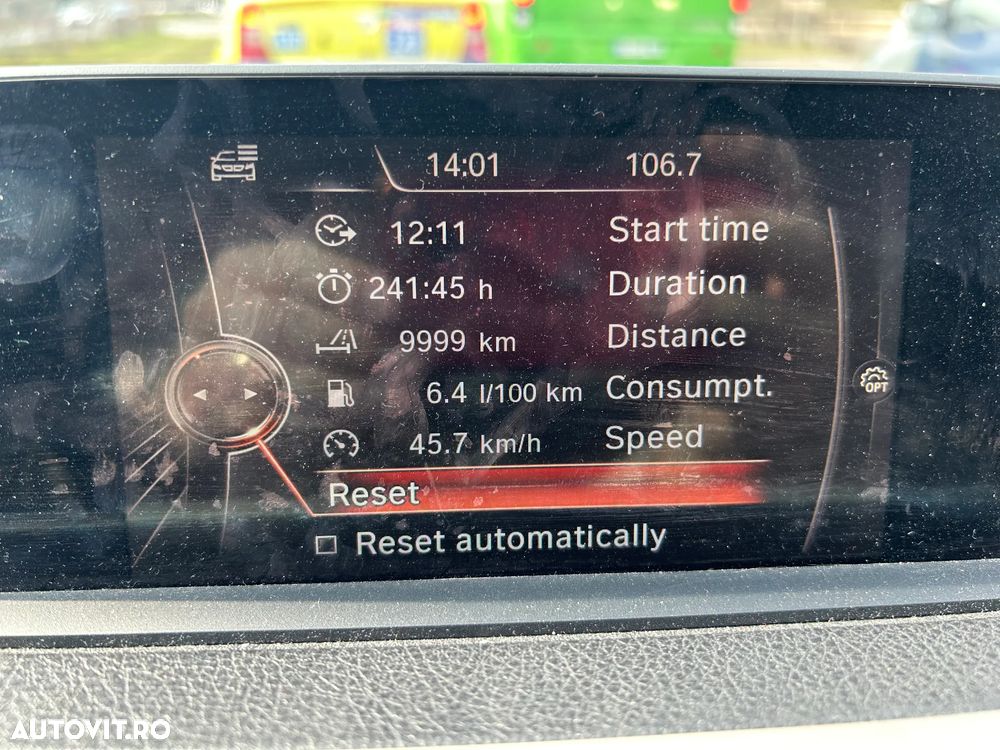 14:01 106.7
12:11 Start time
241:45 h Duration
9999 km Distance
6.4 l/100 km Consumpt.
45.7 km/h Speed
OPT
Reset
Reset automatically
AUTOVIT.RO